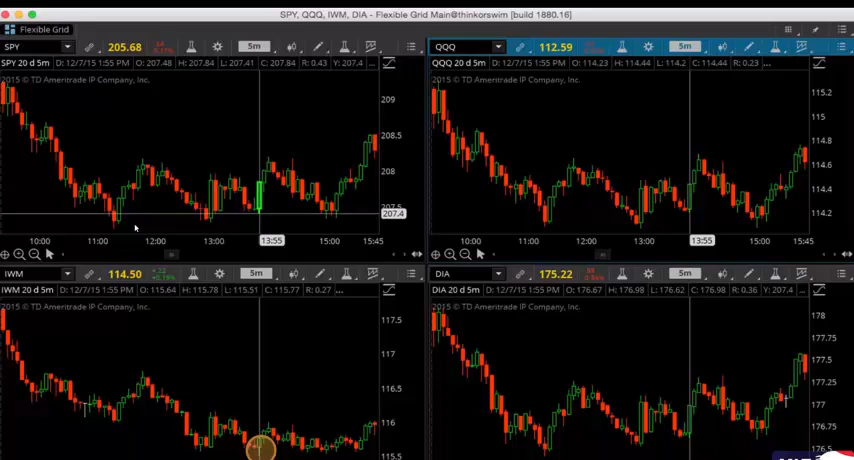 SPY, QQQ, IWM, DIA - Flexible Grid Main@thinkorswim [build 1880.16]
Flexible Grid
SPY 205.68 5m
SPY 20 d 5m D: 12/7/15 1:55 PM O: 207.48 H: 207.84 L: 207.41 C: 207.84 R: 0.43 Y: 207.4 ...
2015 © TD Ameritrade IP Company, Inc.
209
208.5
208
207.5
207.4
10:00 11:00 12:00 13:00 13:55 15:00 15:45
QQQ 112.59 5m
QQQ 20 d 5m D: 12/7/15 1:55 PM O: 114.23 H: 114.44 L: 114.2 C: 114.44 R: 0.23 ...
2015 © TD Ameritrade IP Company, Inc.
115.2
114.8
114.6
114.4
114.2
10:00 11:00 12:00 13:00 13:55 15:00 15:45
IWM 114.50 +.22 +0.19% 5m
IWM 20 d 5m D: 12/7/15 1:55 PM O: 115.64 H: 115.78 L: 115.51 C: 115.77 R: 0.27 ...
2015 © TD Ameritrade IP Company, Inc.
117.5
117
116.5
116
115.5
DIA 175.22 5m
DIA 20 d 5m D: 12/7/15 1:55 PM O: 176.67 H: 176.98 L: 176.62 C: 176.98 R: 0.36 Y: 207.4 ...
2015 © TD Ameritrade IP Company, Inc.
178
177.5
177.25
177
176.5